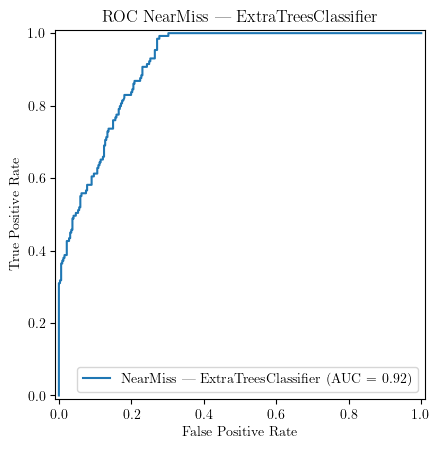 ROC NearMiss — ExtraTreesClassifier
1.0
0.8
0.6
0.4
0.2
0.0
True Positive Rate
NearMiss — ExtraTreesClassifier (AUC = 0.92)
0.0 0.2 0.4 0.6 0.8 1.0
False Positive Rate